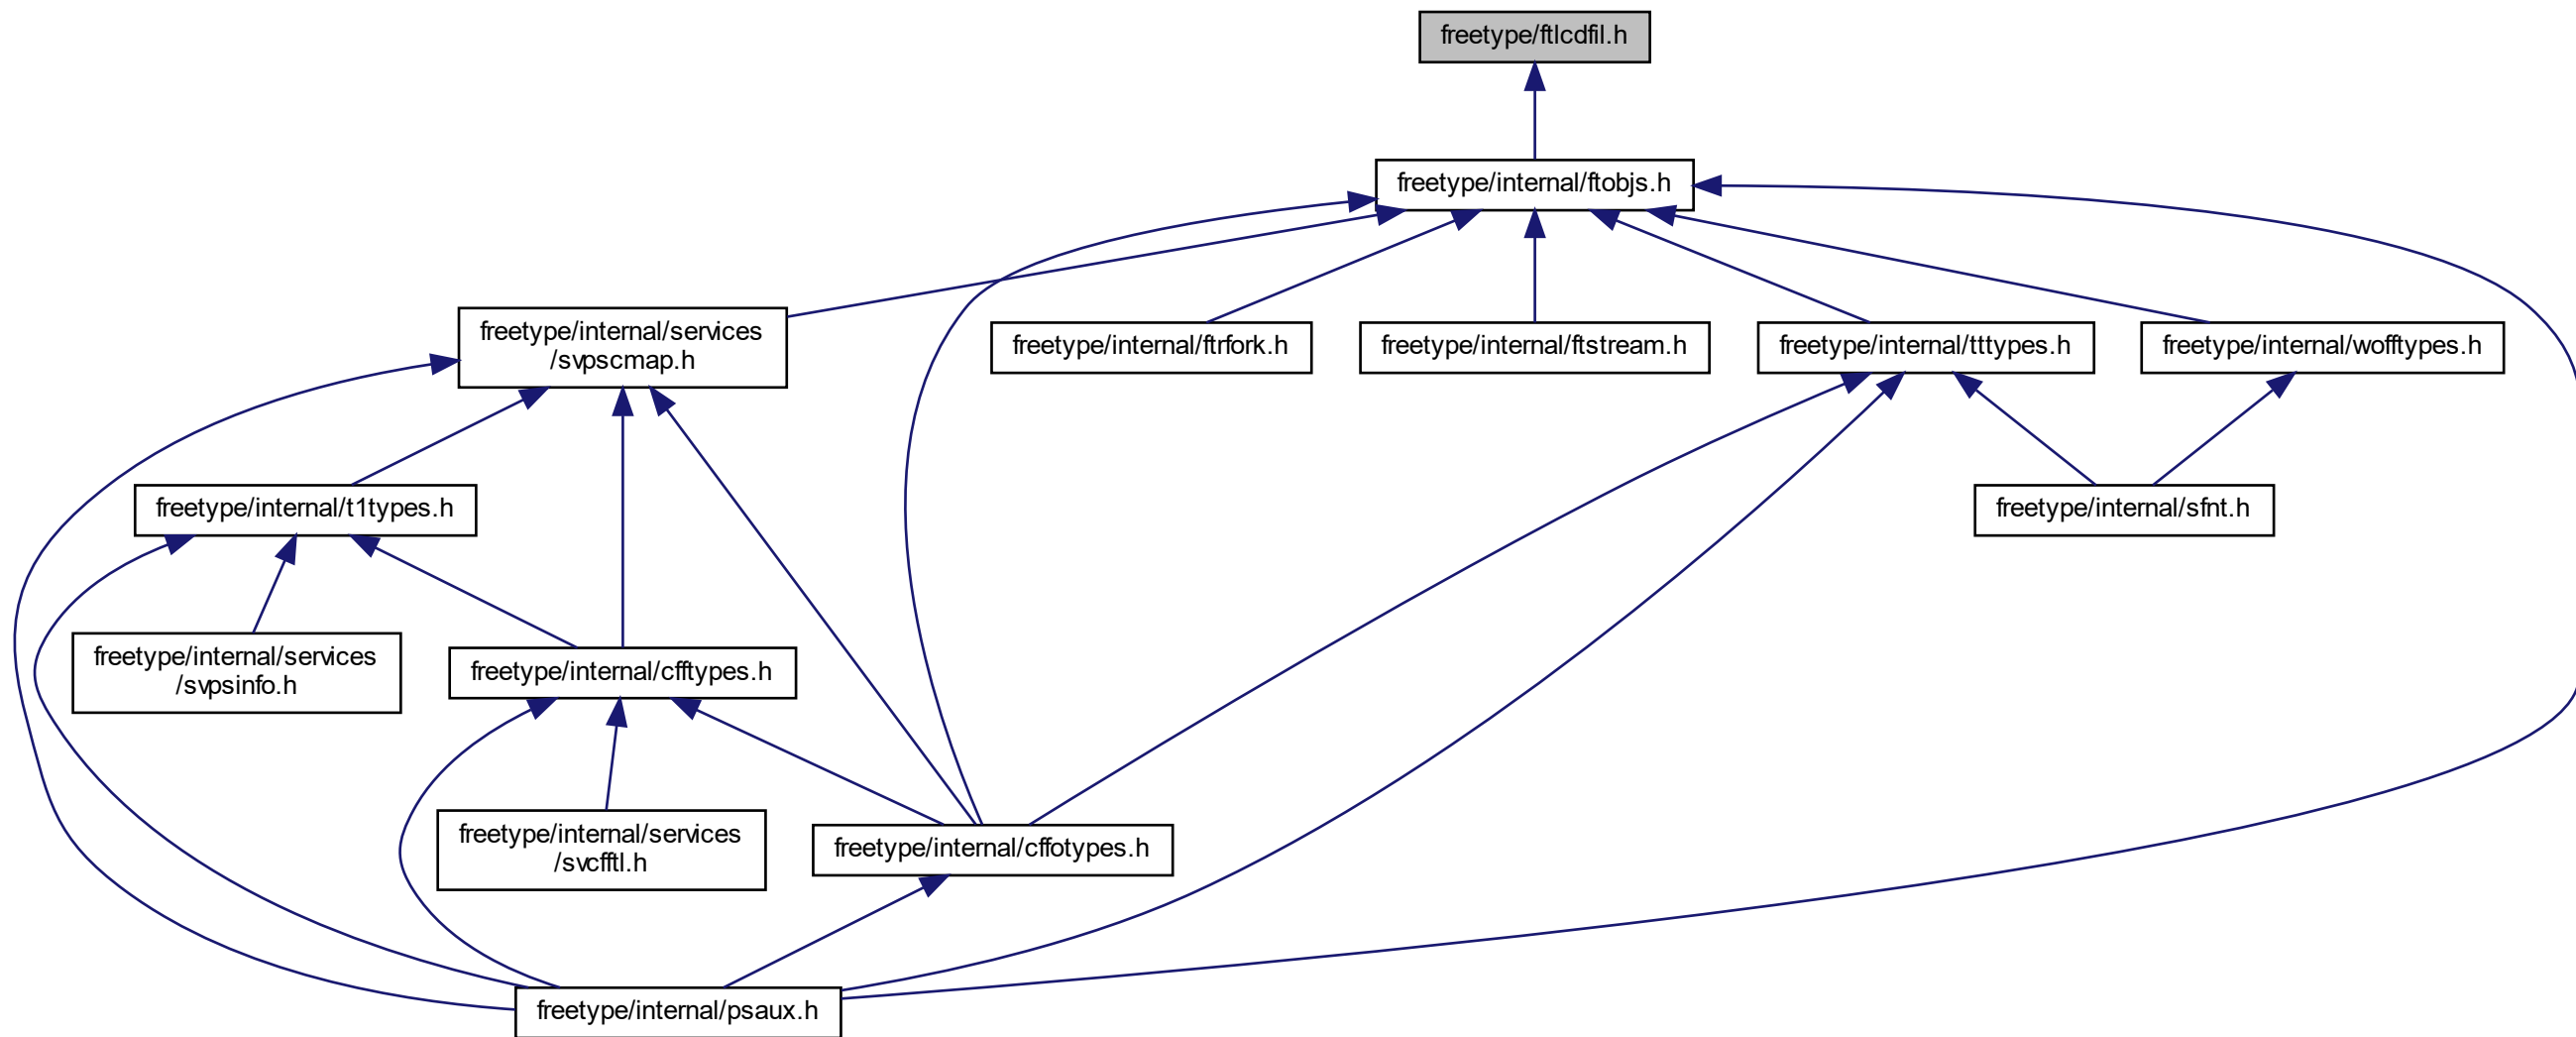 freetype/ftlcdfil.h
freetype/internal/ftobjs.h
freetype/internal/services
/svpscmap.h
freetype/internal/ftrfork.h
freetype/internal/ftstream.h
freetype/internal/tttypes.h
freetype/internal/wofftypes.h
freetype/internal/t1types.h
freetype/internal/sfnt.h
freetype/internal/services
/svpsinfo.h
freetype/internal/cfftypes.h
freetype/internal/services
/svcfftl.h
freetype/internal/cffotypes.h
freetype/internal/psaux.h